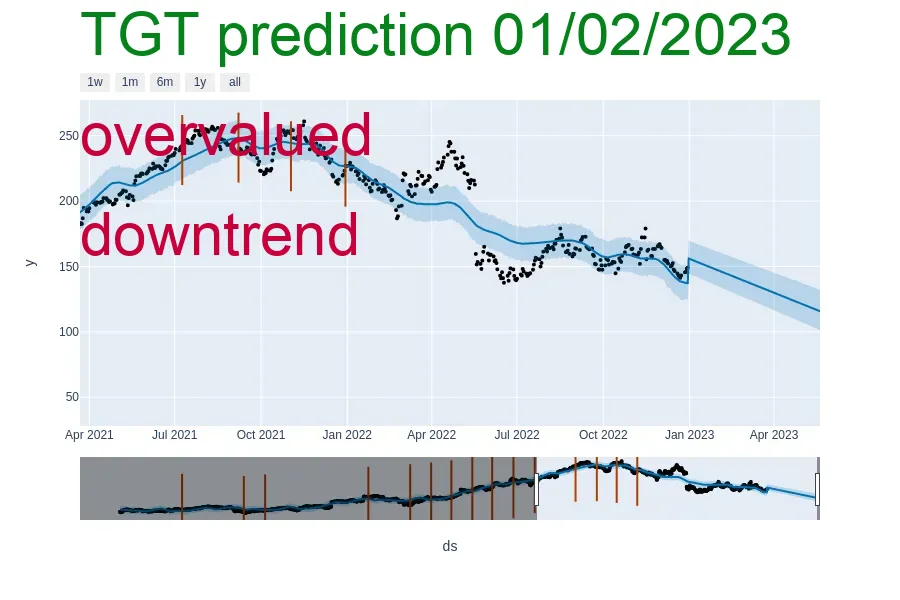 TGT prediction 01/02/2023
1w 1m 6m 1y all
overvalued
downtrend
250
200
150
100
50
y
Apr 2021 Jul 2021 Oct 2021 Jan 2022 Apr 2022 Jul 2022 Oct 2022 Jan 2023 Apr 2023
ds